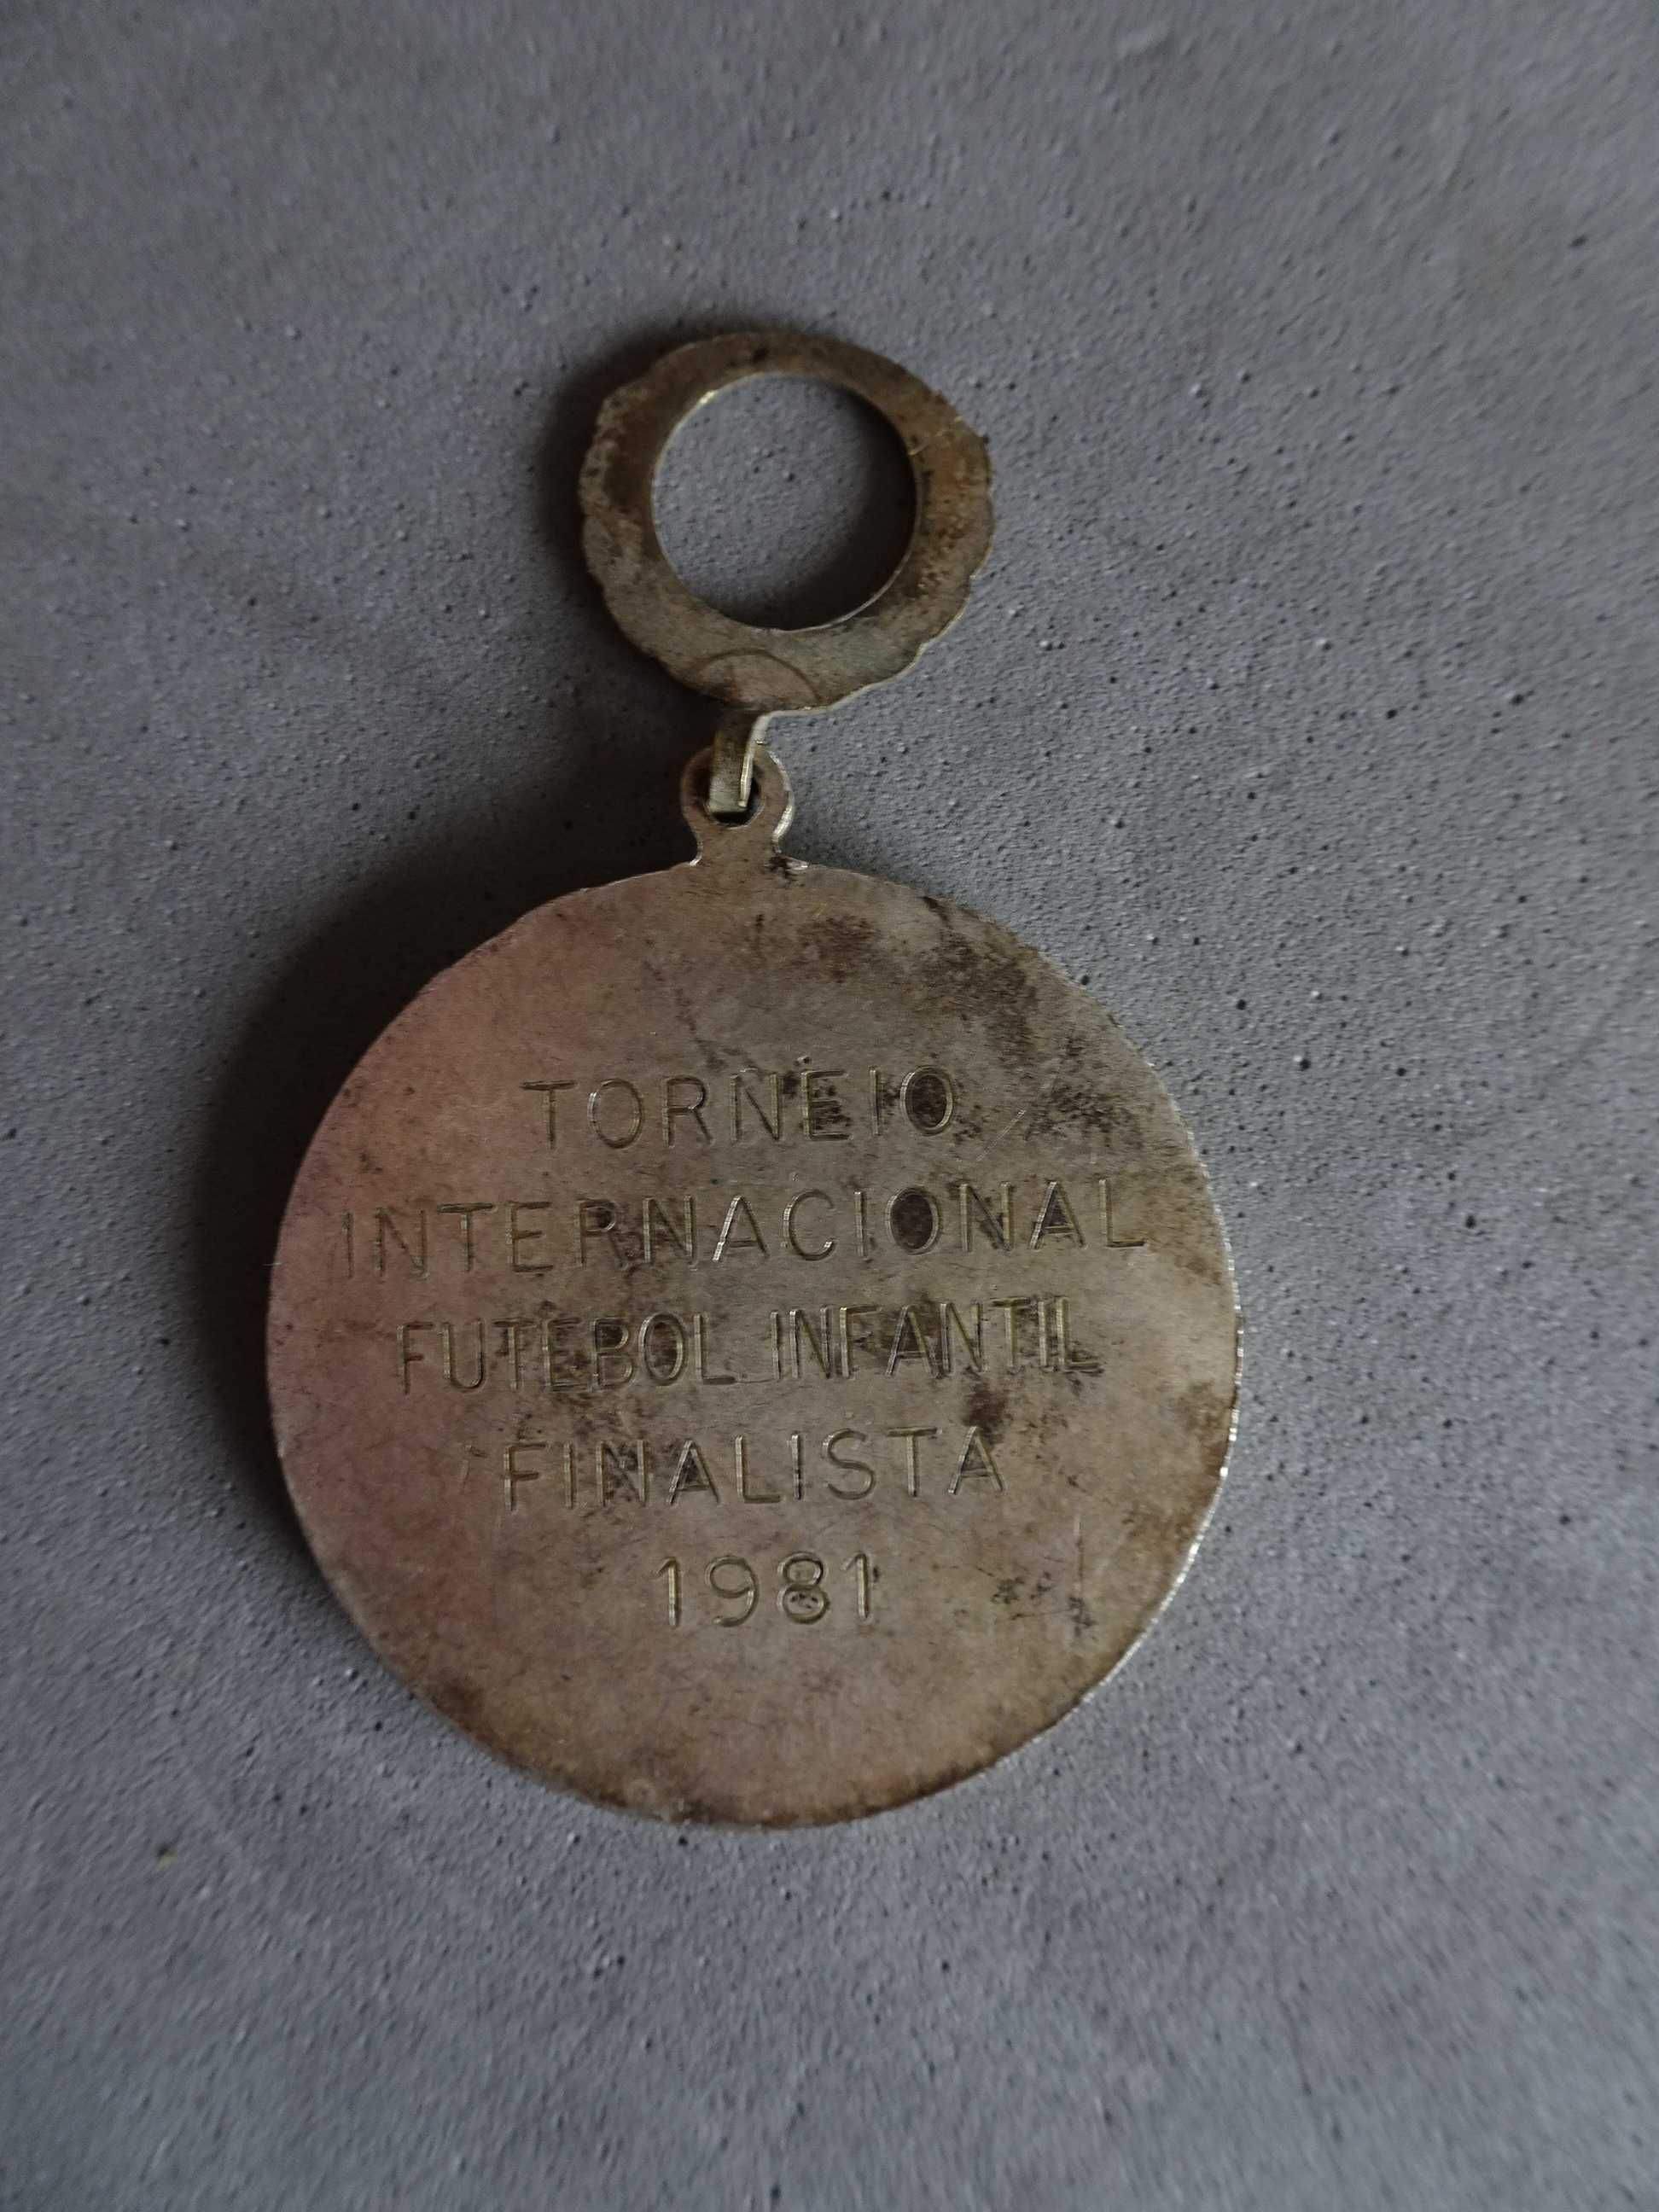 TORNEIO
INTERNACIONAL
FUTEBOL INFANTIL
FINALISTA
1981